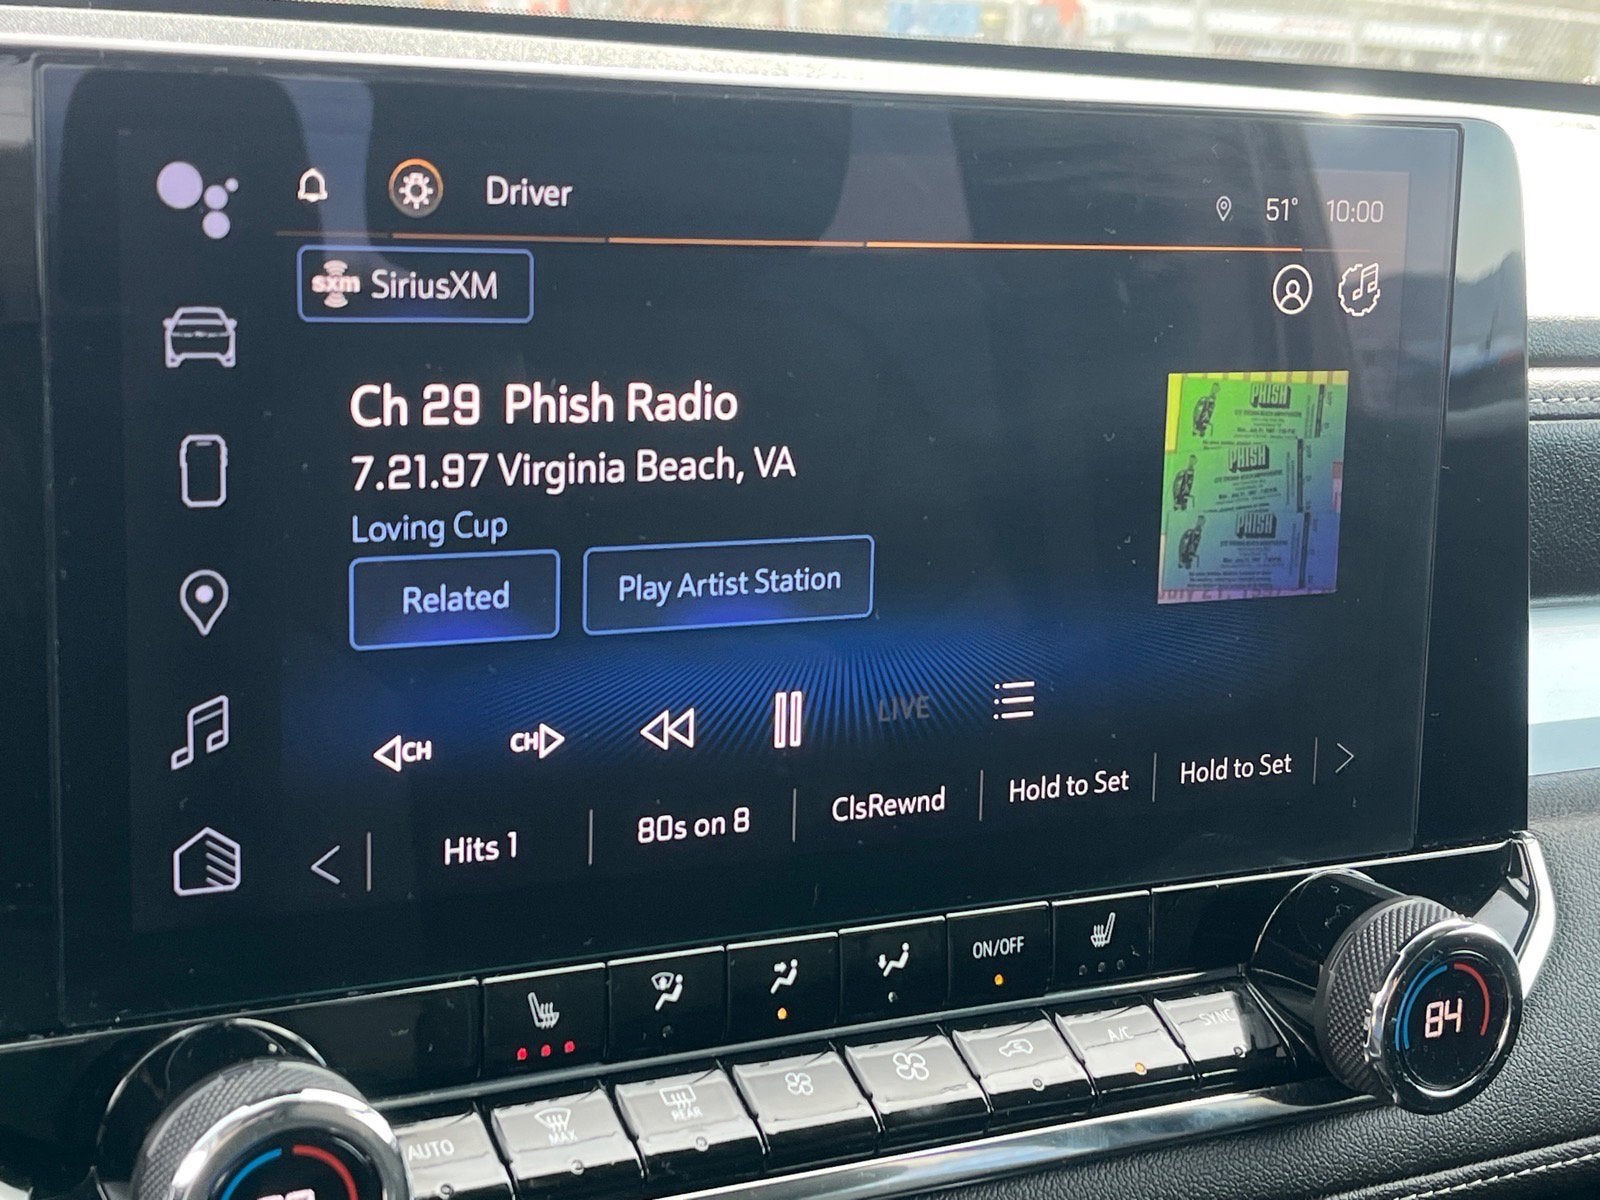 Driver
51° 10:00
sxm SiriusXM
Ch 29 Phish Radio
7.21.97 Virginia Beach, VA
Loving Cup
Related
Play Artist Station
PHISH
PHISH
PHISH
CH
CH
LIVE
Hits 1
80s on 8
ClsRewnd
Hold to Set
Hold to Set
ON/OFF
84
AUTO
MAX
REAR
A/C
SYNC